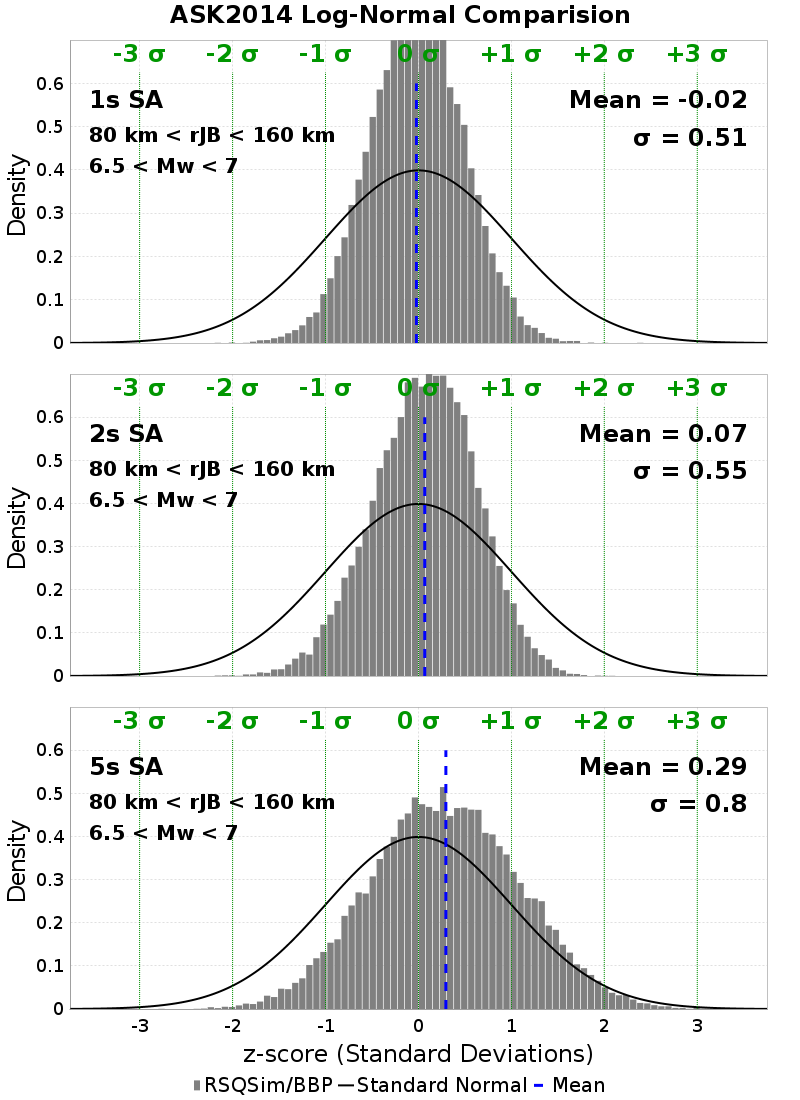 ASK2014 Log-Normal Comparision
-3 σ -2 σ -1 σ 0 σ +1 σ +2 σ +3 σ
0.6
1s SA
Mean = -0.02
0.5
80 km < rJB < 160 km
σ = 0.51
6.5 < Mw < 7
0.4
0.3
0.2
0.1
0
Density
-3 σ -2 σ -1 σ 0 σ +1 σ +2 σ +3 σ
0.6
2s SA
Mean = 0.07
0.5
80 km < rJB < 160 km
σ = 0.55
6.5 < Mw < 7
0.4
0.3
0.2
0.1
0
Density
-3 σ -2 σ -1 σ 0 σ +1 σ +2 σ +3 σ
0.6
5s SA
Mean = 0.29
0.5
80 km < rJB < 160 km
σ = 0.8
6.5 < Mw < 7
0.4
0.3
0.2
0.1
0
Density
-3 -2 -1 0 1 2 3
z-score (Standard Deviations)
RSQSim/BBP Standard Normal Mean